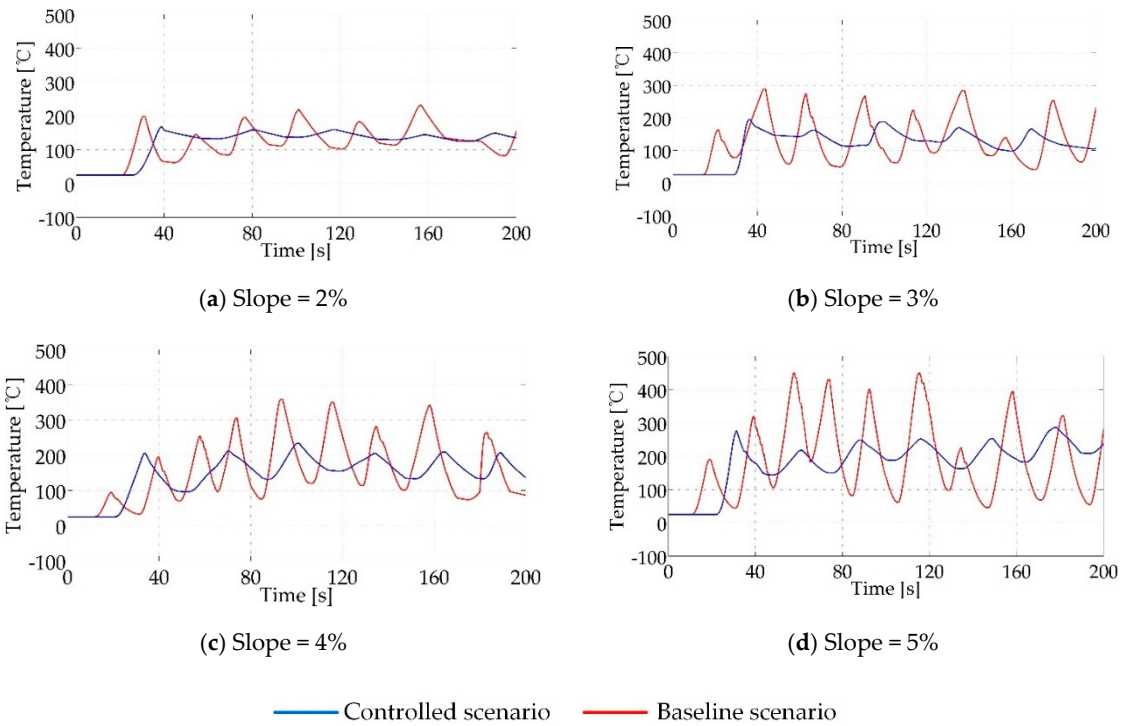 500
400
300
200
100
0
-100
Temperature [℃]
0 40 80 120 160 200
Time [s]
(a) Slope = 2%
500
400
300
200
100
0
-100
Temperature [℃]
0 40 80 120 160 200
Time [s]
(b) Slope = 3%
500
400
300
200
100
0
-100
Temperature [℃]
0 40 80 120 160 200
Time [s]
(c) Slope = 4%
500
400
300
200
100
0
-100
Temperature [℃]
0 40 80 120 160 200
Time [s]
(d) Slope = 5%
Controlled scenario Baseline scenario